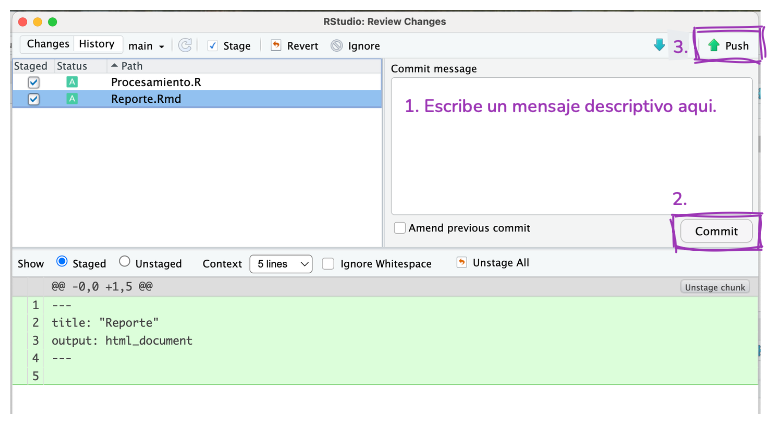 RStudio: Review Changes
Changes History main Stage Revert Ignore 3. Push
Staged Status Path
A Procesamiento.R
A Reporte.Rmd
Commit message
1. Escribe un mensaje descriptivo aqui.
2.
Amend previous commit
Commit
Show Staged Unstaged Context 5 lines Ignore Whitespace Unstage All
@@ -0,0 +1,5 @@ Unstage chunk
1 ---
2 title: "Reporte"
3 output: html_document
4 ---
5